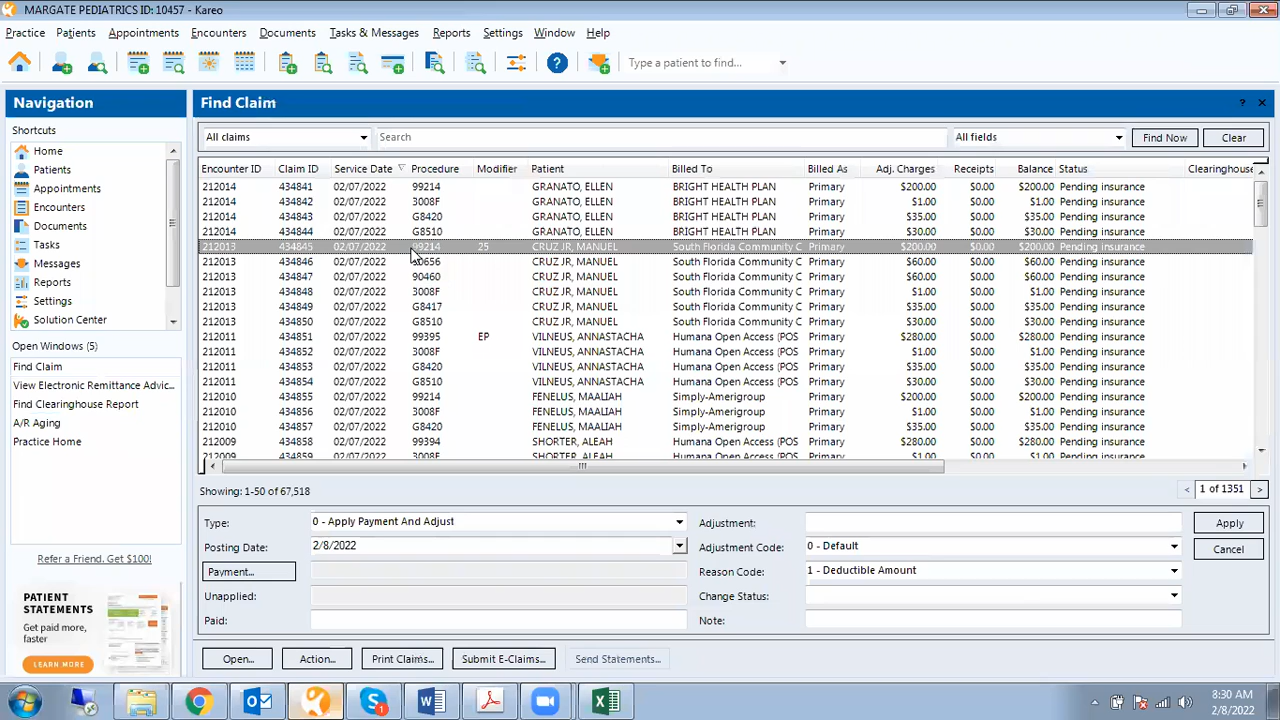 MARGATE PEDIATRICS ID: 10457 - Kareo
Practice Patients Appointments Encounters Documents Tasks & Messages Reports Settings Window Help
Type a patient to find...
Navigation
Shortcuts
Home
Patients
Appointments
Encounters
Documents
Tasks
Messages
Reports
Settings
Solution Center
Open Windows (5)
Find Claim
View Electronic Remittance Advic...
Find Clearinghouse Report
A/R Aging
Practice Home
Refer a Friend. Get $100!
PATIENT
STATEMENTS
Get paid more,
faster
LEARN MORE
Find Claim
All claims Search All fields Find Now Clear
Encounter ID Claim ID Service Date Procedure Modifier Patient Billed To Billed As Adj. Charges Receipts Balance Status Clearinghouse
212014 434841 02/07/2022 99214 GRANATO, ELLEN BRIGHT HEALTH PLAN Primary $200.00 $0.00 $200.00 Pending insurance
212014 434842 02/07/2022 3008F GRANATO, ELLEN BRIGHT HEALTH PLAN Primary $1.00 $0.00 $1.00 Pending insurance
212014 434843 02/07/2022 G8420 GRANATO, ELLEN BRIGHT HEALTH PLAN Primary $35.00 $0.00 $35.00 Pending insurance
212014 434844 02/07/2022 G8510 GRANATO, ELLEN BRIGHT HEALTH PLAN Primary $30.00 $0.00 $30.00 Pending insurance
212013 434845 02/07/2022 99214 25 CRUZ JR, MANUEL South Florida Community C Primary $200.00 $0.00 $200.00 Pending insurance
212013 434846 02/07/2022 CRUZ JR, MANUEL South Florida Community C Primary $60.00 $0.00 $60.00 Pending insurance
212013 434847 02/07/2022 90460 CRUZ JR, MANUEL South Florida Community C Primary $60.00 $0.00 $60.00 Pending insurance
212013 434848 02/07/2022 3008F CRUZ JR, MANUEL South Florida Community C Primary $1.00 $0.00 $1.00 Pending insurance
212013 434849 02/07/2022 G8417 CRUZ JR, MANUEL South Florida Community C Primary $35.00 $0.00 $35.00 Pending insurance
212013 434850 02/07/2022 G8510 CRUZ JR, MANUEL South Florida Community C Primary $30.00 $0.00 $30.00 Pending insurance
212011 434851 02/07/2022 99395 EP VILNEUS, ANNASTACHA Humana Open Access (POS Primary $280.00 $0.00 $280.00 Pending insurance
212011 434852 02/07/2022 3008F VILNEUS, ANNASTACHA Humana Open Access (POS Primary $1.00 $0.00 $1.00 Pending insurance
212011 434853 02/07/2022 G8420 VILNEUS, ANNASTACHA Humana Open Access (POS Primary $35.00 $0.00 $35.00 Pending insurance
212011 434854 02/07/2022 G8510 VILNEUS, ANNASTACHA Humana Open Access (POS Primary $30.00 $0.00 $30.00 Pending insurance
212010 434855 02/07/2022 99214 FENELUS, MAALIAH Simply-Amerigroup Primary $200.00 $0.00 $200.00 Pending insurance
212010 434856 02/07/2022 3008F FENELUS, MAALIAH Simply-Amerigroup Primary $1.00 $0.00 $1.00 Pending insurance
212010 434857 02/07/2022 G8420 FENELUS, MAALIAH Simply-Amerigroup Primary $35.00 $0.00 $35.00 Pending insurance
212009 434858 02/07/2022 99394 SHORTER, ALEAH Humana Open Access (POS Primary $280.00 $0.00 $280.00 Pending insurance
212009 434859 02/07/2022 3008F SHORTER, ALEAH Humana Open Access (POS Primary $1.00 $0.00 $1.00 Pending insurance
Showing: 1-50 of 67,518 < 1 of 1351 >
Type: 0 - Apply Payment And Adjust Adjustment: Apply
Posting Date: 2/8/2022 Adjustment Code: 0 - Default Cancel
Payment... Reason Code: 1 - Deductible Amount
Unapplied: Change Status:
Paid: Note:
Open... Action... Print Claims... Submit E-Claims... Send Statements...
8:30 AM
2/8/2022